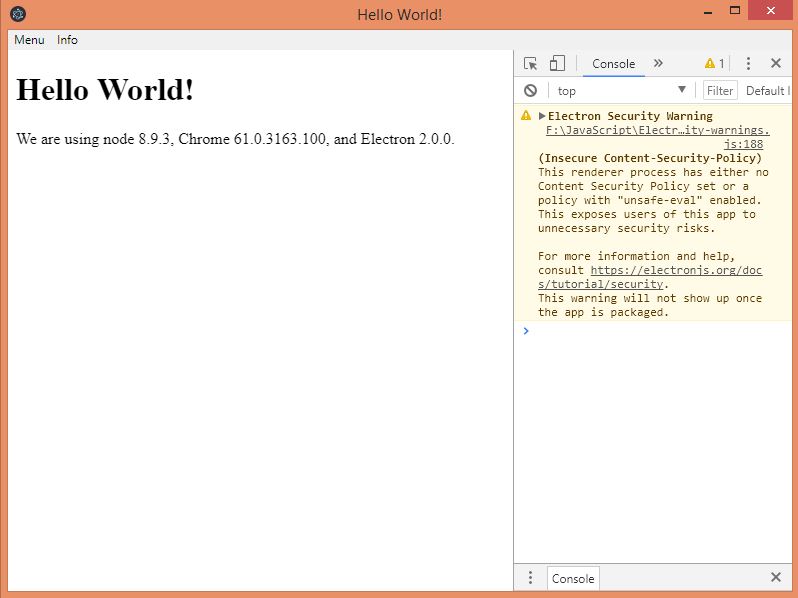 Hello World!
Menu Info
Hello World!
We are using node 8.9.3, Chrome 61.0.3163.100, and Electron 2.0.0.
Console » 1
top Filter Default l
Electron Security Warning
F:\JavaScript\Electr…ity-warnings.
js:188
(Insecure Content-Security-Policy)
This renderer process has either no
Content Security Policy set or a
policy with "unsafe-eval" enabled.
This exposes users of this app to
unnecessary security risks.
For more information and help,
consult https://electronjs.org/doc
s/tutorial/security.
This warning will not show up once
the app is packaged.
Console